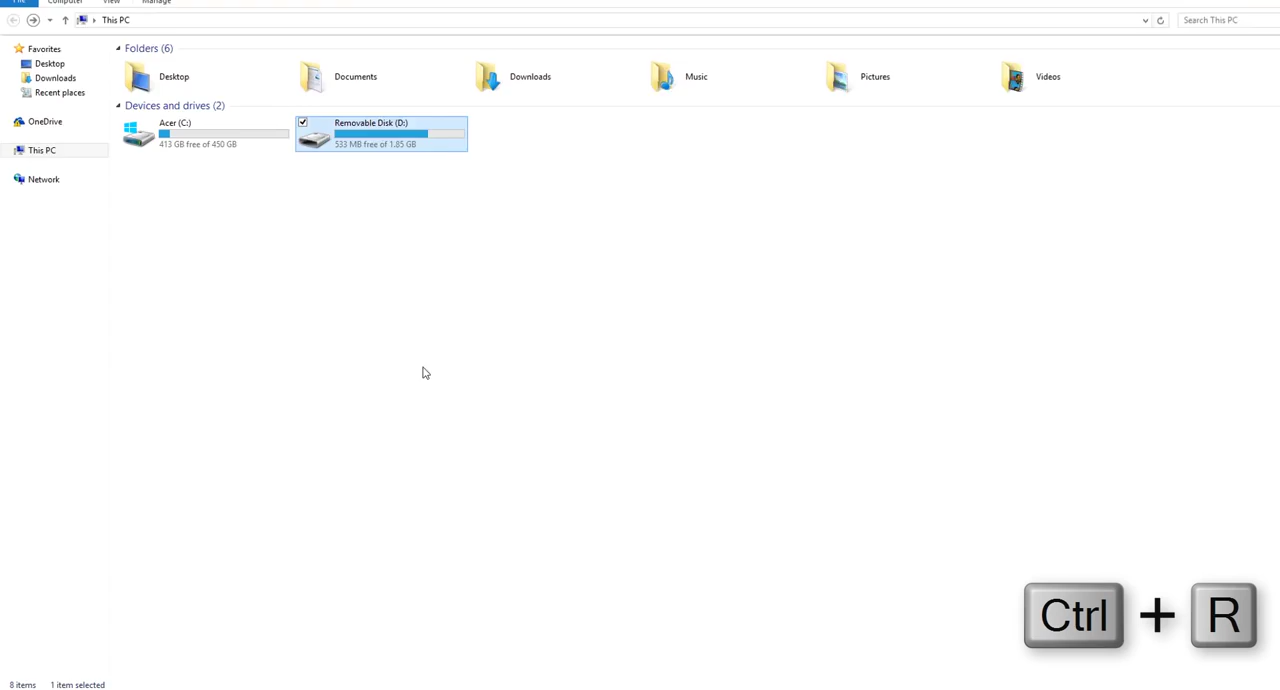 File Computer View Manage
This PC
Search This PC
Favorites
Desktop
Downloads
Recent places
OneDrive
This PC
Network
Folders (6)
Desktop
Documents
Downloads
Music
Pictures
Videos
Devices and drives (2)
Acer (C:)
413 GB free of 450 GB
Removable Disk (D:)
533 MB free of 1.85 GB
Ctrl + R
8 items 1 item selected